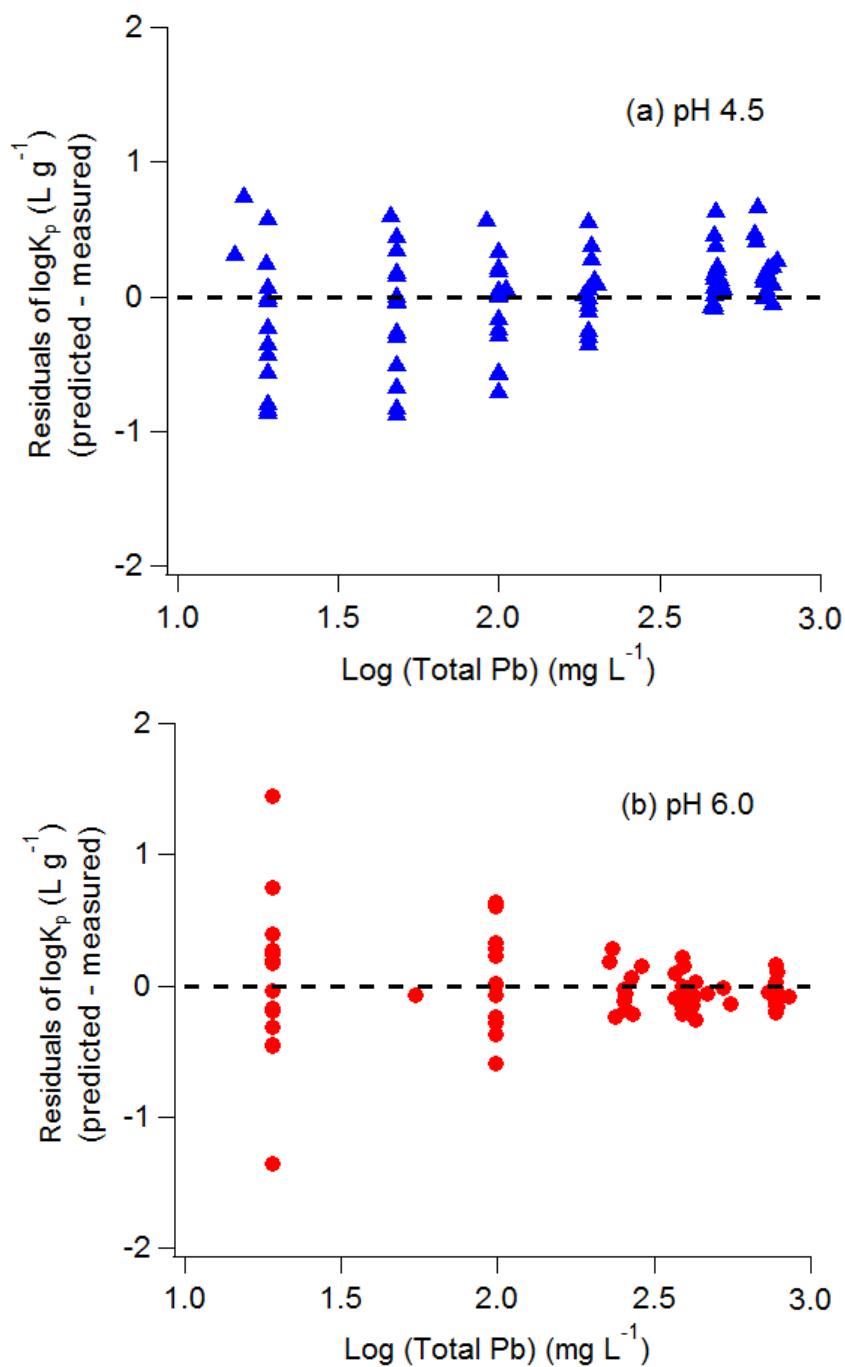 2
1
0
-1
-2
Residuals of logKp (L g-1)
(predicted - measured)
(a) pH 4.5
1.0 1.5 2.0 2.5 3.0
Log (Total Pb) (mg L-1)
2
1
0
-1
-2
Residuals of logKp (L g-1)
(predicted - measured)
(b) pH 6.0
1.0 1.5 2.0 2.5 3.0
Log (Total Pb) (mg L-1)